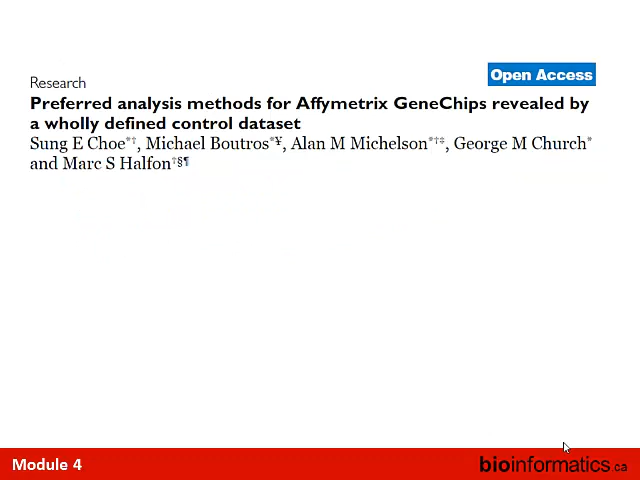 Open Access
Research
Preferred analysis methods for Affymetrix GeneChips revealed by
a wholly defined control dataset
Sung E Choe*†, Michael Boutros*¥, Alan M Michelson*†‡, George M Church*
and Marc S Halfon†§¶
Module 4
bioinformatics.ca